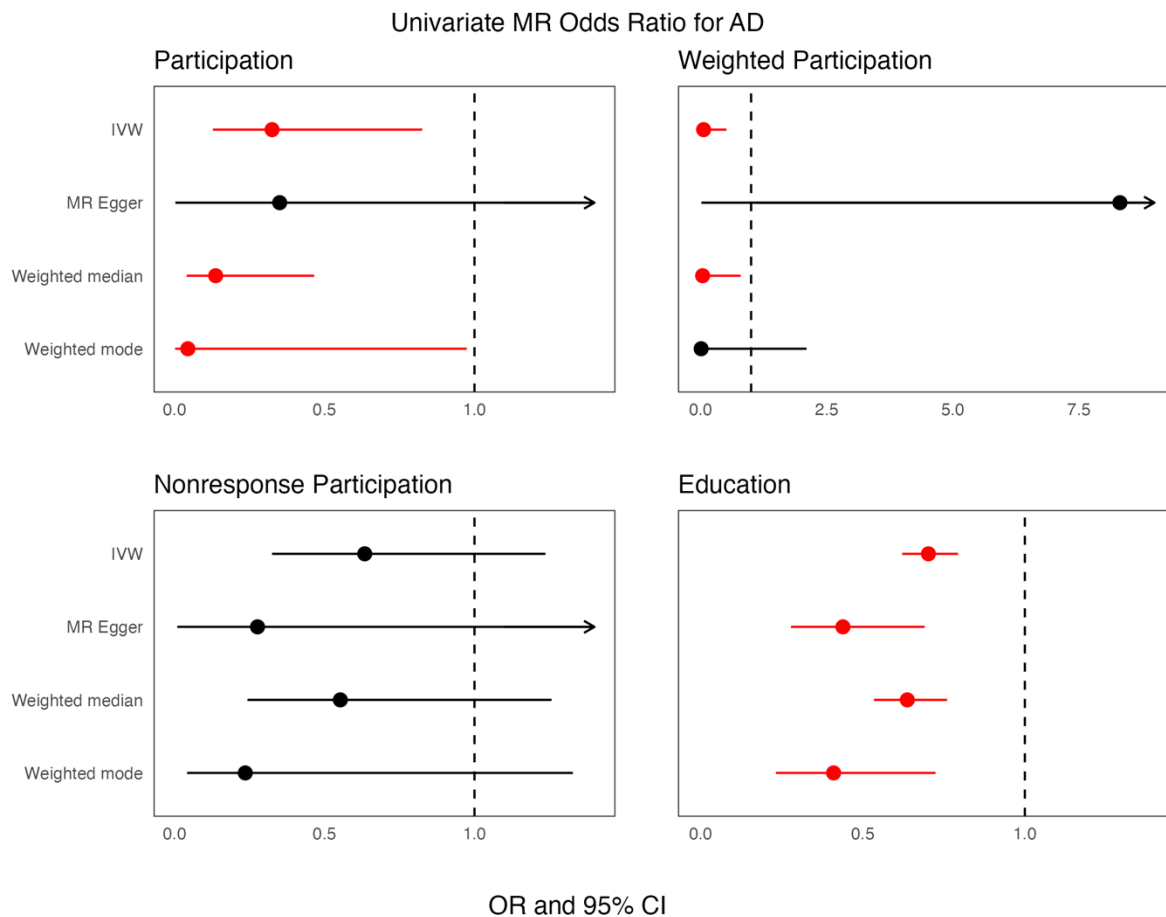 Univariate MR Odds Ratio for AD
Participation
Weighted Participation
IVW
MR Egger
Weighted median
Weighted mode
0.0 0.5 1.0
0.0 2.5 5.0 7.5
Nonresponse Participation
Education
IVW
MR Egger
Weighted median
Weighted mode
0.0 0.5 1.0
0.0 0.5 1.0
OR and 95% CI